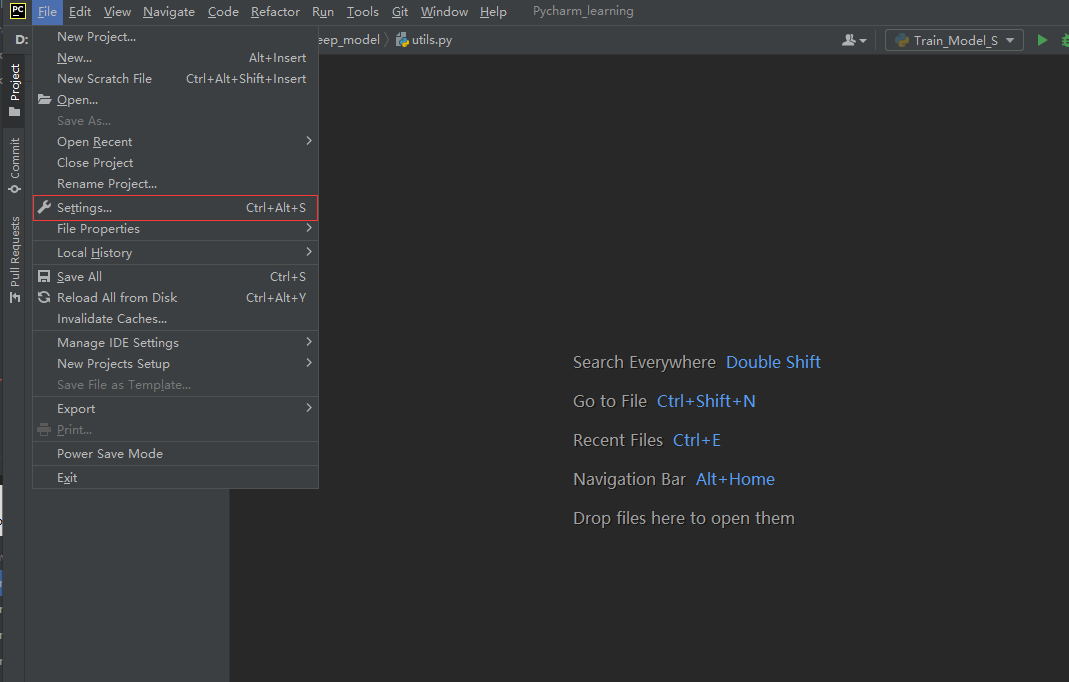 PC File Edit View Navigate Code Refactor Run Tools Git Window Help Pycharm_learning
D: eep_model utils.py Train_Model_S
Project
Commit
Pull Requests
New Project...
New... Alt+Insert
New Scratch File Ctrl+Alt+Shift+Insert
Open...
Save As...
Open Recent
Close Project
Rename Project...
Settings... Ctrl+Alt+S
File Properties
Local History
Save All Ctrl+S
Reload All from Disk Ctrl+Alt+Y
Invalidate Caches...
Manage IDE Settings
New Projects Setup
Save File as Template...
Export
Print...
Power Save Mode
Exit
Search Everywhere Double Shift
Go to File Ctrl+Shift+N
Recent Files Ctrl+E
Navigation Bar Alt+Home
Drop files here to open them